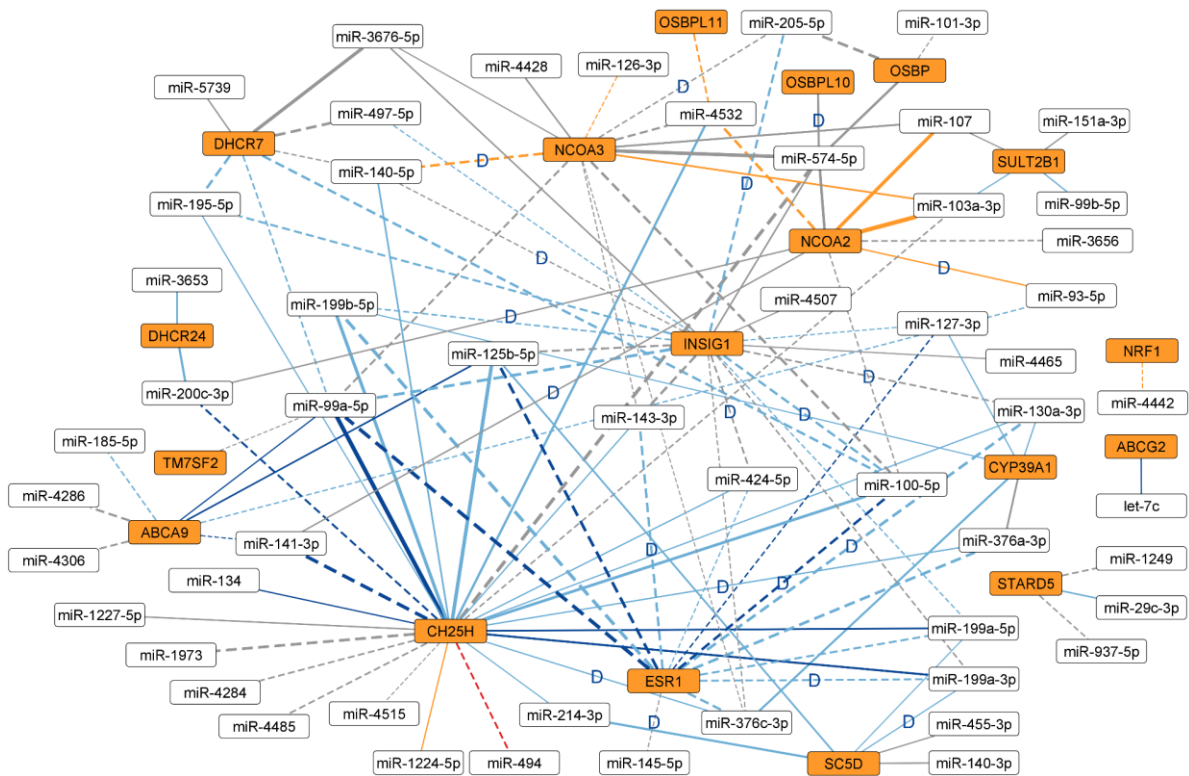 OSBPL11
miR-205-5p
miR-101-3p
miR-3676-5p
miR-4428
miR-126-3p
OSBPL10
OSBP
miR-5739
D
miR-497-5p
miR-4532
miR-107
miR-151a-3p
DHCR7
NCOA3
D
miR-574-5p
SULT2B1
D
miR-140-5p
D
miR-195-5p
miR-103a-3p
miR-99b-5p
NCOA2
miR-3656
D
D
miR-3653
miR-199b-5p
miR-4507
miR-93-5p
D
miR-127-3p
DHCR24
INSIG1
NRF1
miR-125b-5p
miR-4465
D
miR-200c-3p
D
miR-4442
miR-99a-5p
miR-143-3p
D
D
miR-130a-3p
miR-185-5p
ABCG2
TM7SF2
CYP39A1
miR-424-5p
miR-100-5p
miR-4286
let-7c
ABCA9
miR-141-3p
miR-376a-3p
D
D
miR-4306
miR-1249
miR-134
D
D
D
STARD5
miR-29c-3p
miR-1227-5p
CH25H
miR-199a-5p
miR-1973
miR-937-5p
D
ESR1
D
miR-199a-3p
miR-4284
miR-4515
miR-214-3p
D
miR-376c-3p
D
miR-455-3p
miR-4485
miR-1224-5p
miR-494
miR-145-5p
SC5D
miR-140-3p